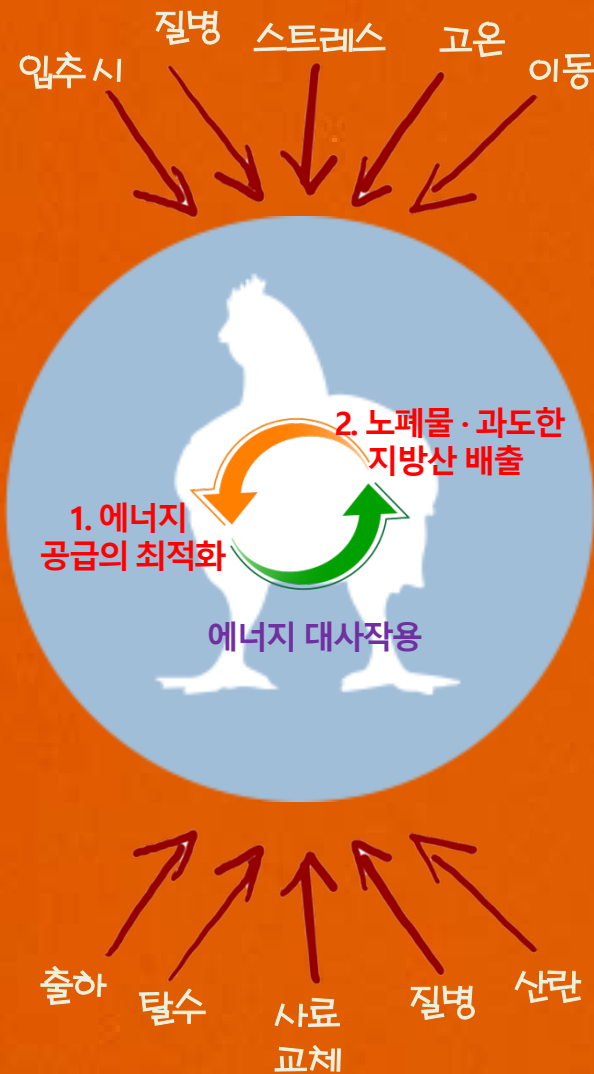 입추 시
질병
스트레스
고온
이동
2. 노폐물 · 과도한
지방산 배출
1. 에너지
공급의 최적화
에너지 대사작용
출하
탈수
사료
교체
질병
산란